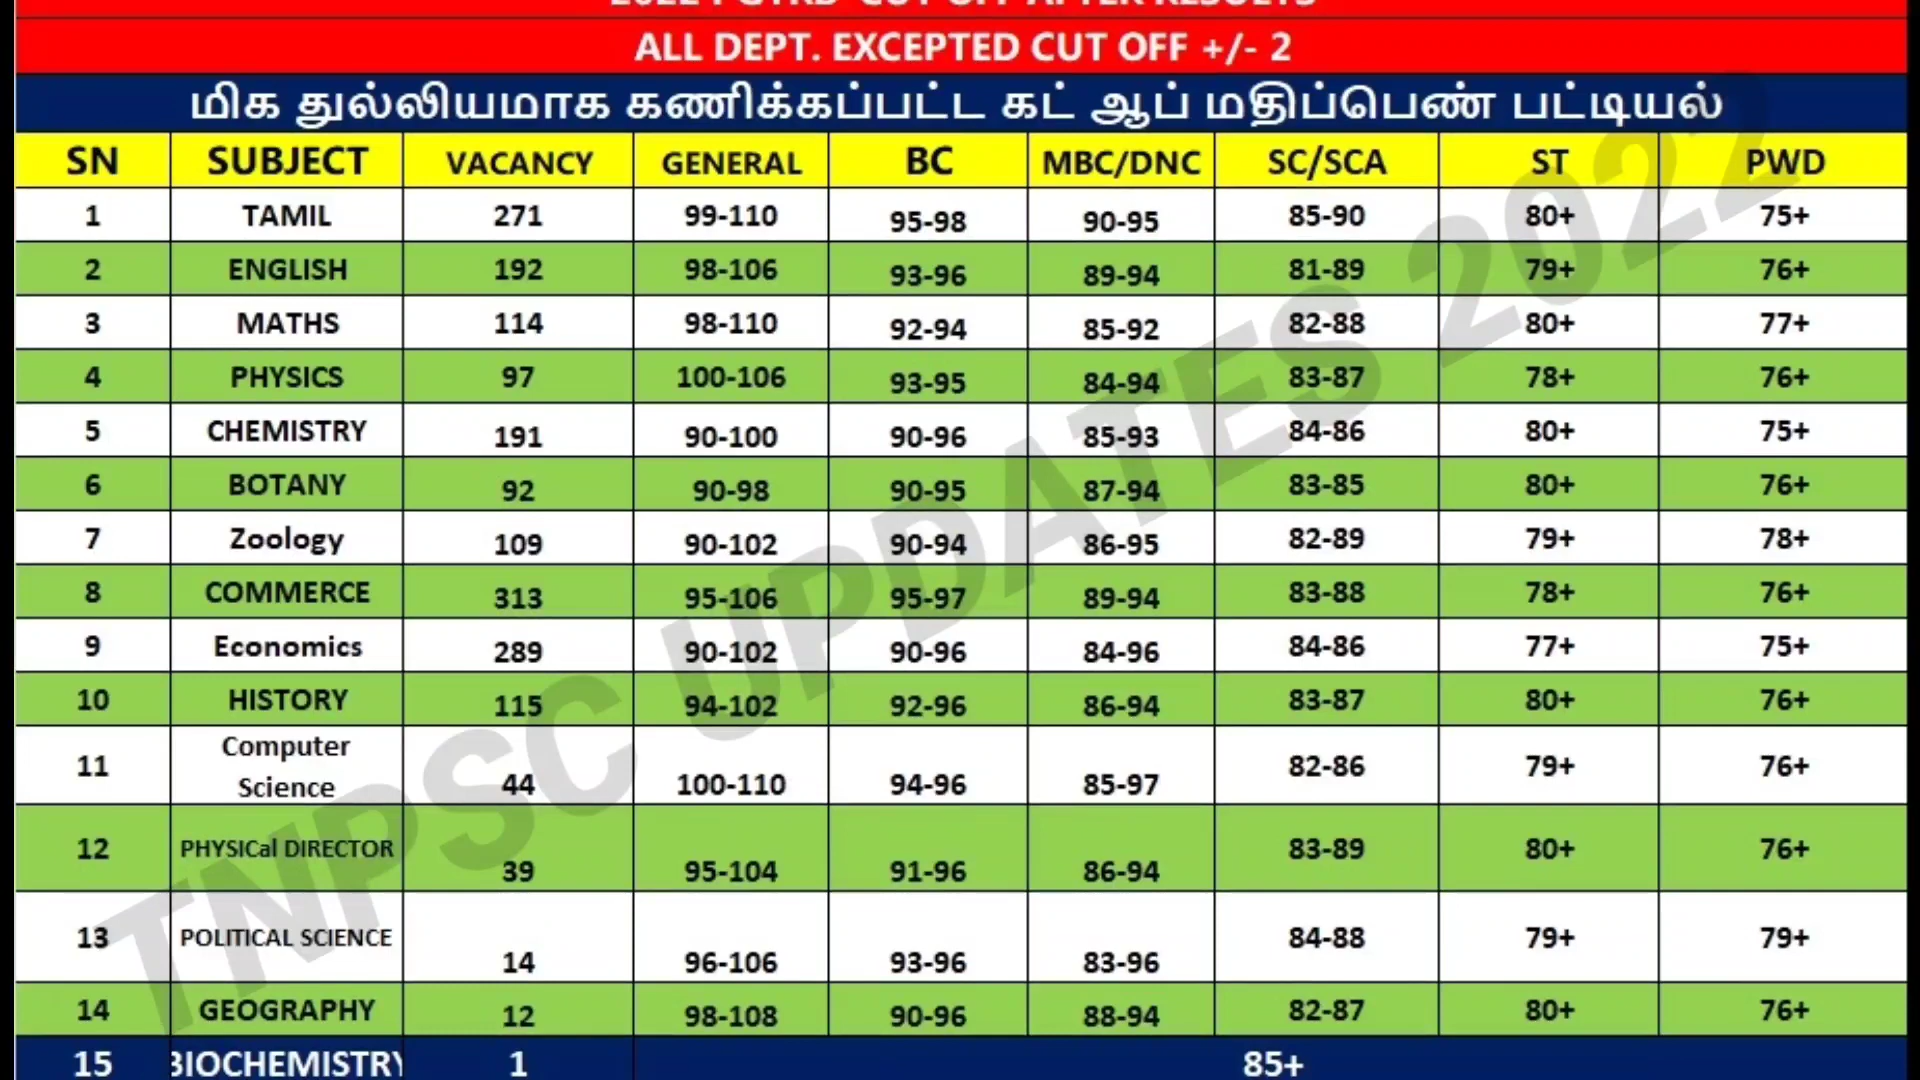 2022 PGTRB CUT OFF AFTER RESULTS
ALL DEPT. EXCEPTED CUT OFF +/- 2
மிக துல்லியமாக கணிக்கப்பட்ட கட் ஆப் மதிப்பெண் பட்டியல்
SN SUBJECT VACANCY GENERAL BC MBC/DNC SC/SCA ST PWD
1 TAMIL 271 99-110 95-98 90-95 85-90 80+ 75+
2 ENGLISH 192 98-106 93-96 89-94 81-89 79+ 76+
3 MATHS 114 98-110 92-94 85-92 82-88 80+ 77+
4 PHYSICS 97 100-106 93-95 84-94 83-87 78+ 76+
5 CHEMISTRY 191 90-100 90-96 85-93 84-86 80+ 75+
6 BOTANY 92 90-98 90-95 87-94 83-85 80+ 76+
7 Zoology 109 90-102 90-94 86-95 82-89 79+ 78+
8 COMMERCE 313 95-106 95-97 89-94 83-88 78+ 76+
9 Economics 289 90-102 90-96 84-96 84-86 77+ 75+
10 HISTORY 115 94-102 92-96 86-94 83-87 80+ 76+
11 Computer Science 44 100-110 94-96 85-97 82-86 79+ 76+
12 PHYSICal DIRECTOR 39 95-104 91-96 86-94 83-89 80+ 76+
13 POLITICAL SCIENCE 14 96-106 93-96 83-96 84-88 79+ 79+
14 GEOGRAPHY 12 98-108 90-96 88-94 82-87 80+ 76+
15 BIOCHEMISTRY 1 85+
TNPSC UPDATES 2022